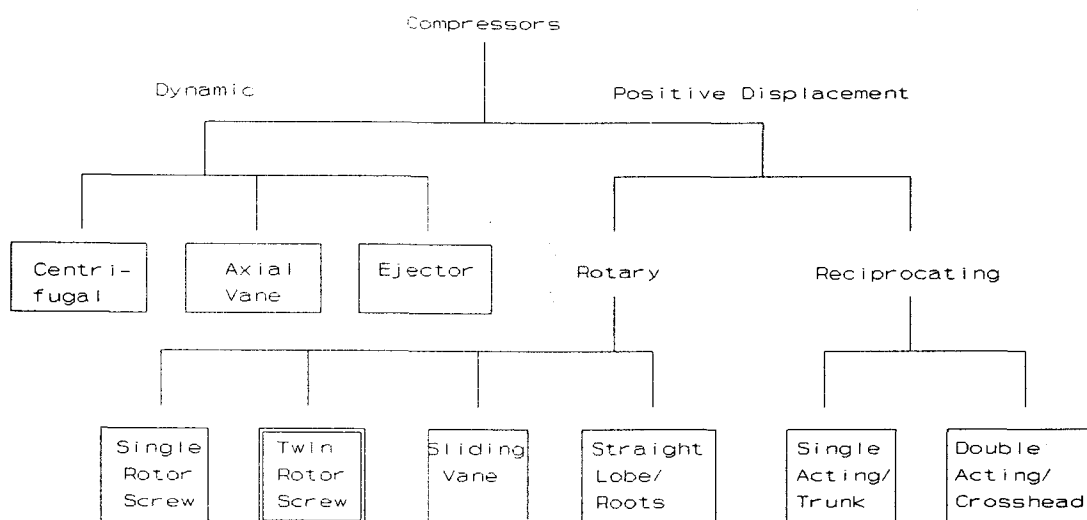 Compressors
Dynamic
Positive Displacement
Centri-
fugal
Axial
Vane
Ejector
Rotary
Reciprocating
Single
Rotor
Screw
Twin
Rotor
Screw
Sliding
Vane
Straight
Lobe/
Roots
Single
Acting/
Trunk
Double
Acting/
Crosshead